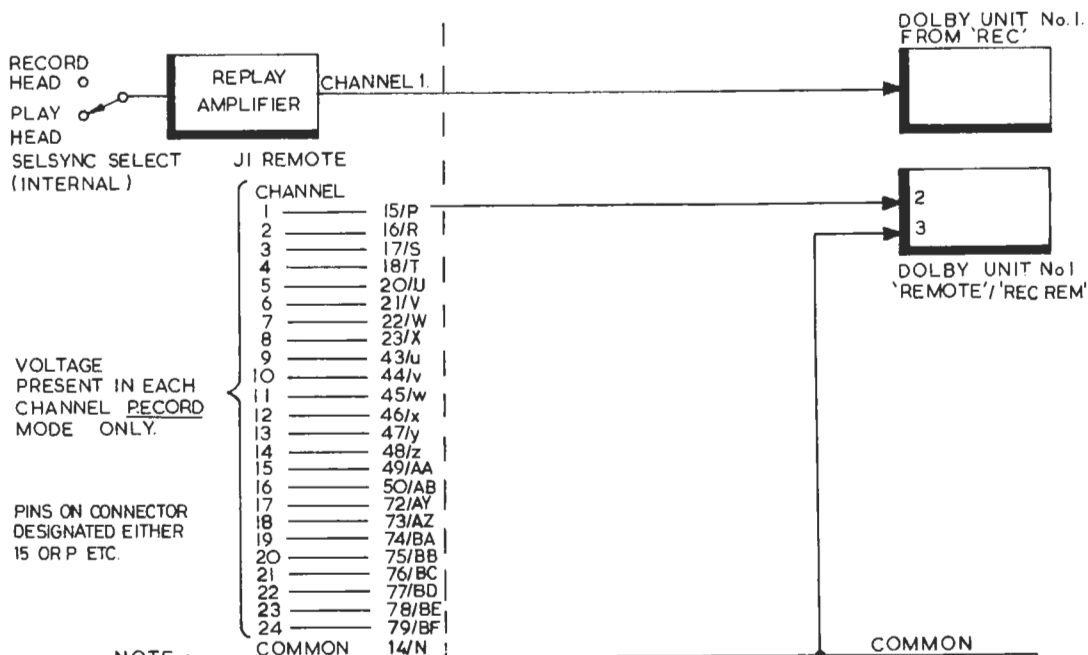 DOLBY UNIT No.1.
FROM 'REC'
RECORD
HEAD
PLAY
HEAD
SELSYNC SELECT
(INTERNAL)
REPLAY
AMPLIFIER
CHANNEL 1.
J1 REMOTE
CHANNEL
1 15/P
2 16/R
3 17/S
4 18/T
5 20/U
6 21/V
7 22/W
8 23/X
9 43/u
10 44/v
11 45/w
12 46/x
13 47/y
14 48/z
15 49/AA
16 50/AB
17 72/AY
18 73/AZ
19 74/BA
20 75/BB
21 76/BC
22 77/BD
23 78/BE
24 79/BF
COMMON 14/N
2
3
DOLBY UNIT No1
'REMOTE'/'REC REM'
VOLTAGE
PRESENT IN EACH
CHANNEL RECORD
MODE ONLY.
PINS ON CONNECTOR
DESIGNATED EITHER
15 OR P ETC.
COMMON
NOTE :